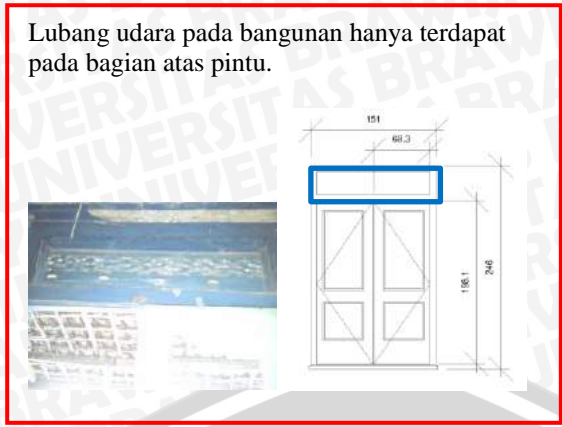 Lubang udara pada bangunan hanya terdapat
pada bagian atas pintu.
151
68.3
198.1
246